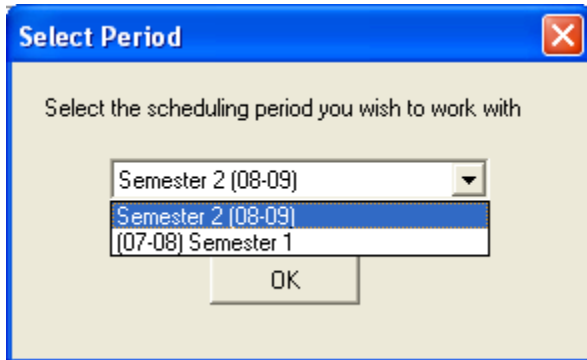 Select Period
Select the scheduling period you wish to work with
Semester 2 (08-09)
Semester 2 (08-09)
(07-08) Semester 1
OK